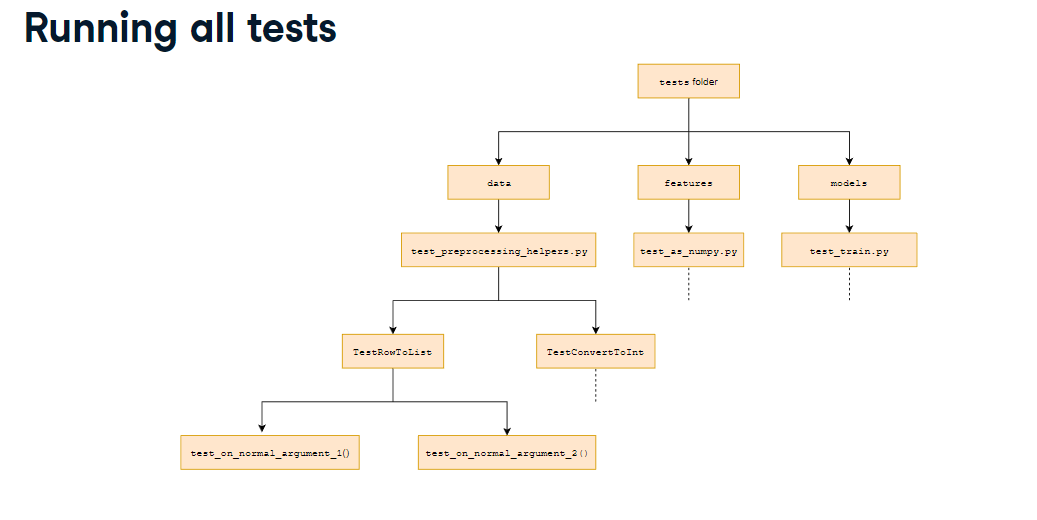 Running all tests
tests folder
data
features
models
test_preprocessing_helpers.py
test_as_numpy.py
test_train.py
TestRowToList
TestConvertToInt
test_on_normal_argument_1()
test_on_normal_argument_2()